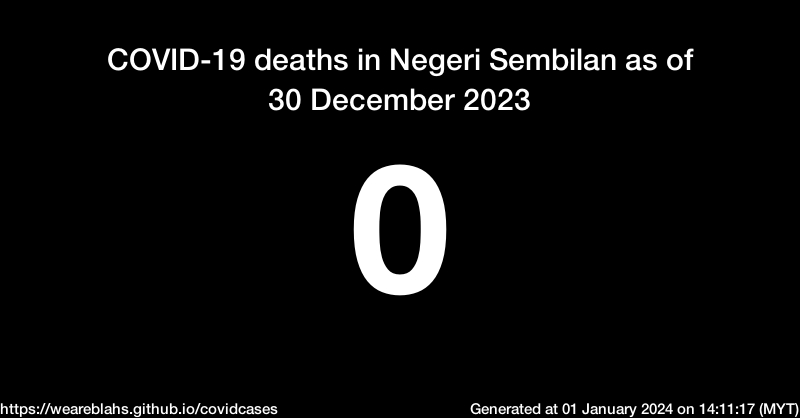 COVID-19 deaths in Negeri Sembilan as of
30 December 2023
0
https://weareblahs.github.io/covidcases
Generated at 01 January 2024 on 14:11:17 (MYT)